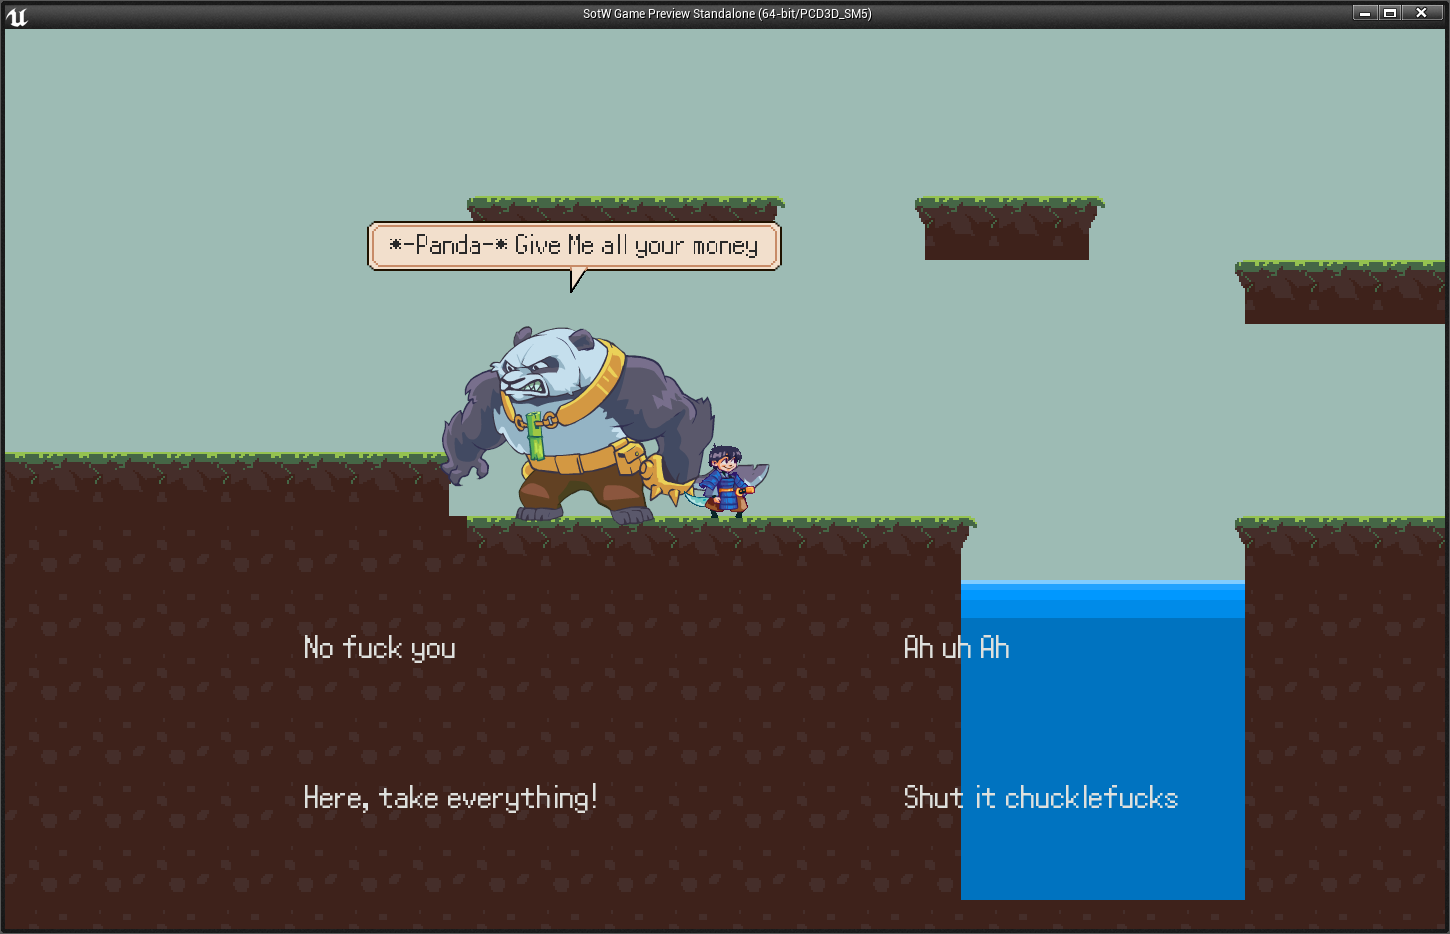 SotW Game Preview Standalone (64-bit/PCD3D_SM5)
*-Panda-* Give Me all your money
No fuck you
Ah uh Ah
Here, take everything!
Shut it chucklefucks